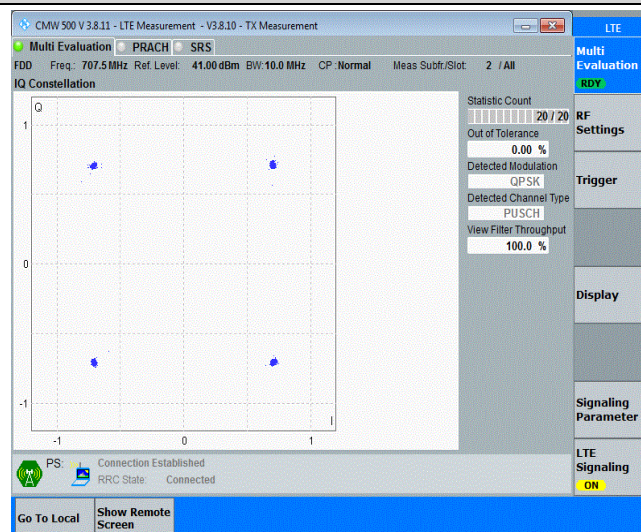 CMW 500 V 3.8.11 - LTE Measurement - V3.8.10 - TX Measurement
LTE
Multi Evaluation PRACH SRS
FDD Freq.: 707.5 MHz Ref. Level: 41.00 dBm BW: 10.0 MHz CP : Normal Meas Subfr./Slot: 2 / All
IQ Constellation
Q
1
0
-1
-1 0 1
I
Statistic Count
20 / 20
Out of Tolerance
0.00 %
Detected Modulation
QPSK
Detected Channel Type
PUSCH
View Filter Throughput
100.0 %
Multi
Evaluation
RDY
RF
Settings
Trigger
Display
Signaling
Parameter
LTE
Signaling
ON
PS: Connection Established
RRC State: Connected
Go To Local
Show Remote
Screen